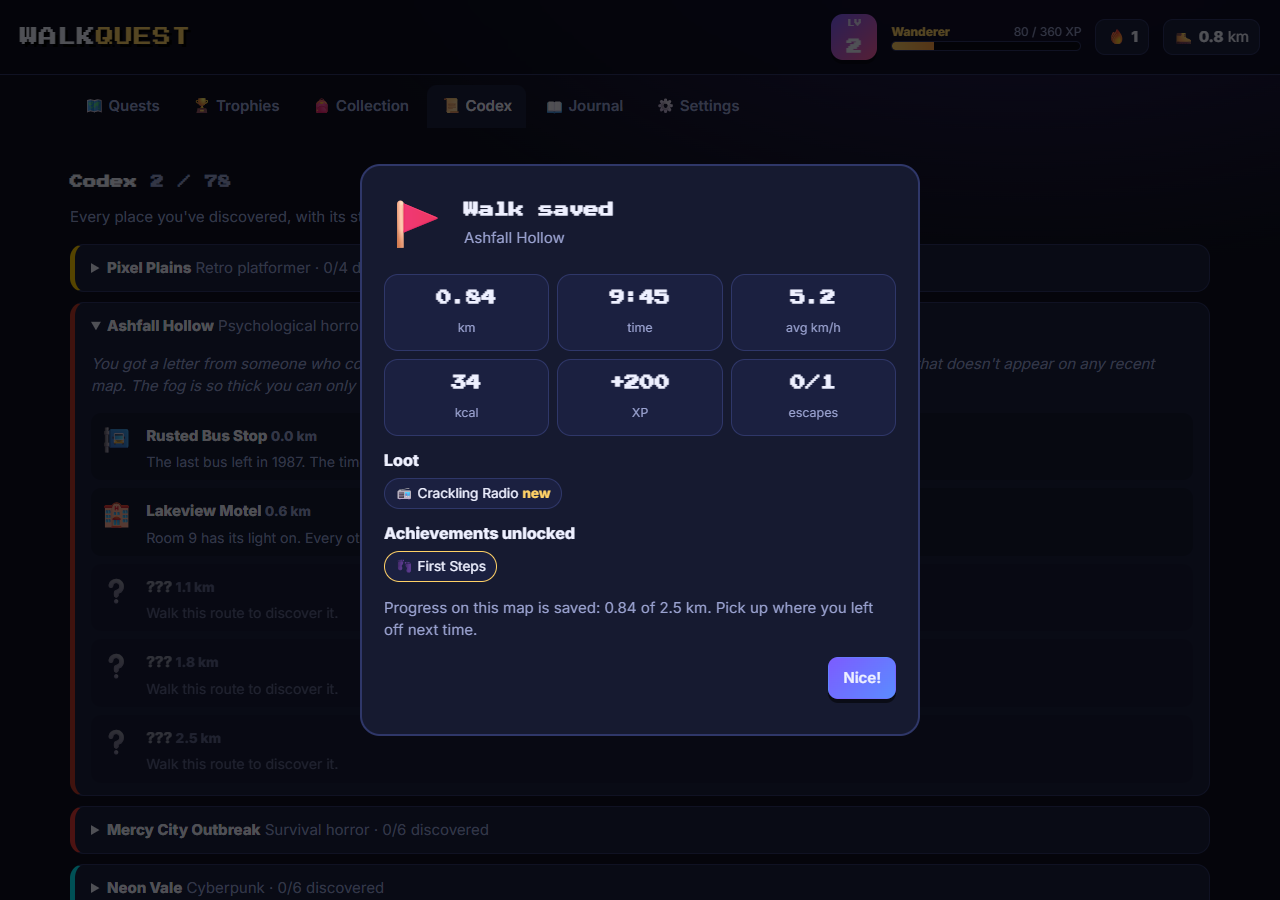 WALKQUEST
LV
2
Wanderer 80 / 360 XP
1
0.8 km
Quests Trophies Collection Codex Journal Settings
Codex 2 / 78
Every place you've discovered, with its st
Pixel Plains Retro platformer · 0/4 d
Ashfall Hollow Psychological horro
You got a letter from someone who co
hat doesn't appear on any recent
map. The fog is so thick you can only
Rusted Bus Stop 0.0 km
The last bus left in 1987. The tim
Lakeview Motel 0.6 km
Room 9 has its light on. Every ot
??? 1.1 km
Walk this route to discover it.
??? 1.8 km
Walk this route to discover it.
??? 2.5 km
Walk this route to discover it.
Mercy City Outbreak Survival horror · 0/6 discovered
Neon Vale Cyberpunk · 0/6 discovered
Walk saved
Ashfall Hollow
0.84 9:45 5.2
km time avg km/h
34 +200 0/1
kcal XP escapes
Loot
Crackling Radio new
Achievements unlocked
First Steps
Progress on this map is saved: 0.84 of 2.5 km. Pick up where you left
off next time.
Nice!